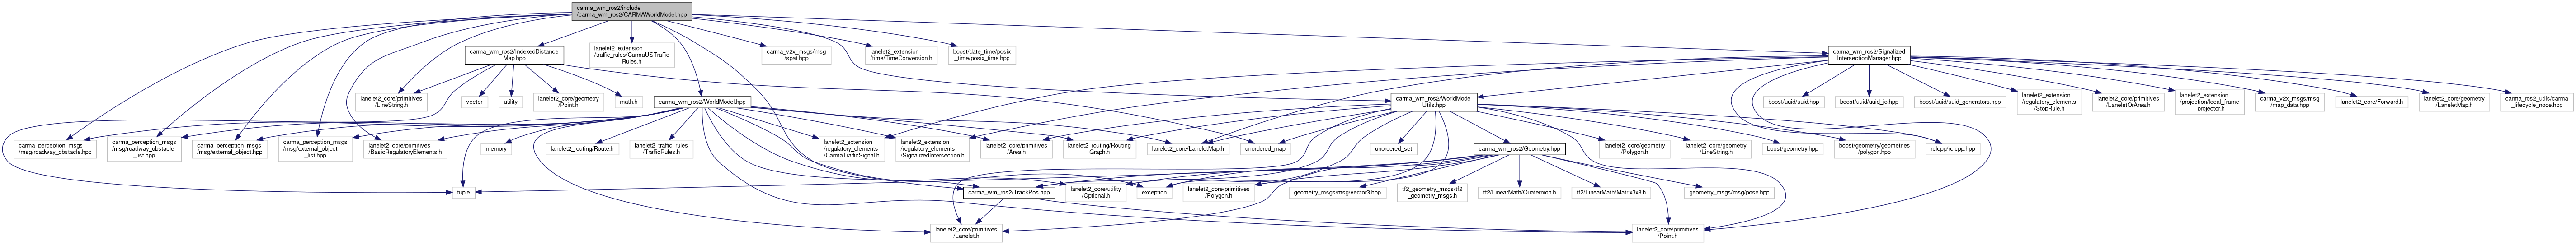 carma_wm_ros2/include
/carma_wm_ros2/CARMAWorldModel.hpp
carma_wm_ros2/IndexedDistance
Map.hpp
lanelet2_extension
/traffic_rules/CarmaUSTraffic
Rules.h
carma_v2x_msgs/msg
/spat.hpp
lanelet2_extension
/time/TimeConversion.h
boost/date_time/posix
_time/posix_time.hpp
carma_wm_ros2/Signalized
IntersectionManager.hpp
lanelet2_core/primitives
/LineString.h
vector
utility
lanelet2_core/geometry
/Point.h
math.h
carma_wm_ros2/WorldModel.hpp
carma_wm_ros2/WorldModel
Utils.hpp
boost/uuid/uuid.hpp
boost/uuid/uuid_io.hpp
boost/uuid/uuid_generators.hpp
lanelet2_extension
/regulatory_elements
/StopRule.h
lanelet2_core/primitives
/LaneletOrArea.h
lanelet2_extension
/projection/local_frame
_projector.h
carma_v2x_msgs/msg
/map_data.hpp
lanelet2_core/Forward.h
lanelet2_core/geometry
/LaneletMap.h
carma_ros2_utils/carma
_lifecycle_node.hpp
carma_perception_msgs
/msg/roadway_obstacle.hpp
carma_perception_msgs
/msg/roadway_obstacle
_list.hpp
carma_perception_msgs
/msg/external_object.hpp
carma_perception_msgs
/msg/external_object
_list.hpp
lanelet2_core/primitives
/BasicRegulatoryElements.h
memory
lanelet2_routing/Route.h
lanelet2_traffic_rules
/TrafficRules.h
lanelet2_extension
/regulatory_elements
/CarmaTrafficSignal.h
lanelet2_extension
/regulatory_elements
/SignalizedIntersection.h
lanelet2_core/primitives
/Area.h
lanelet2_routing/Routing
Graph.h
lanelet2_core/LaneletMap.h
unordered_map
unordered_set
carma_wm_ros2/Geometry.hpp
lanelet2_core/geometry
/Polygon.h
lanelet2_core/geometry
/LineString.h
boost/geometry.hpp
boost/geometry/geometries
/polygon.hpp
rclcpp/rclcpp.hpp
tuple
carma_wm_ros2/TrackPos.hpp
lanelet2_core/utility
/Optional.h
exception
lanelet2_core/primitives
/Polygon.h
geometry_msgs/msg/vector3.hpp
tf2_geometry_msgs/tf2
_geometry_msgs.h
tf2/LinearMath/Quaternion.h
tf2/LinearMath/Matrix3x3.h
geometry_msgs/msg/pose.hpp
lanelet2_core/primitives
/Lanelet.h
lanelet2_core/primitives
/Point.h